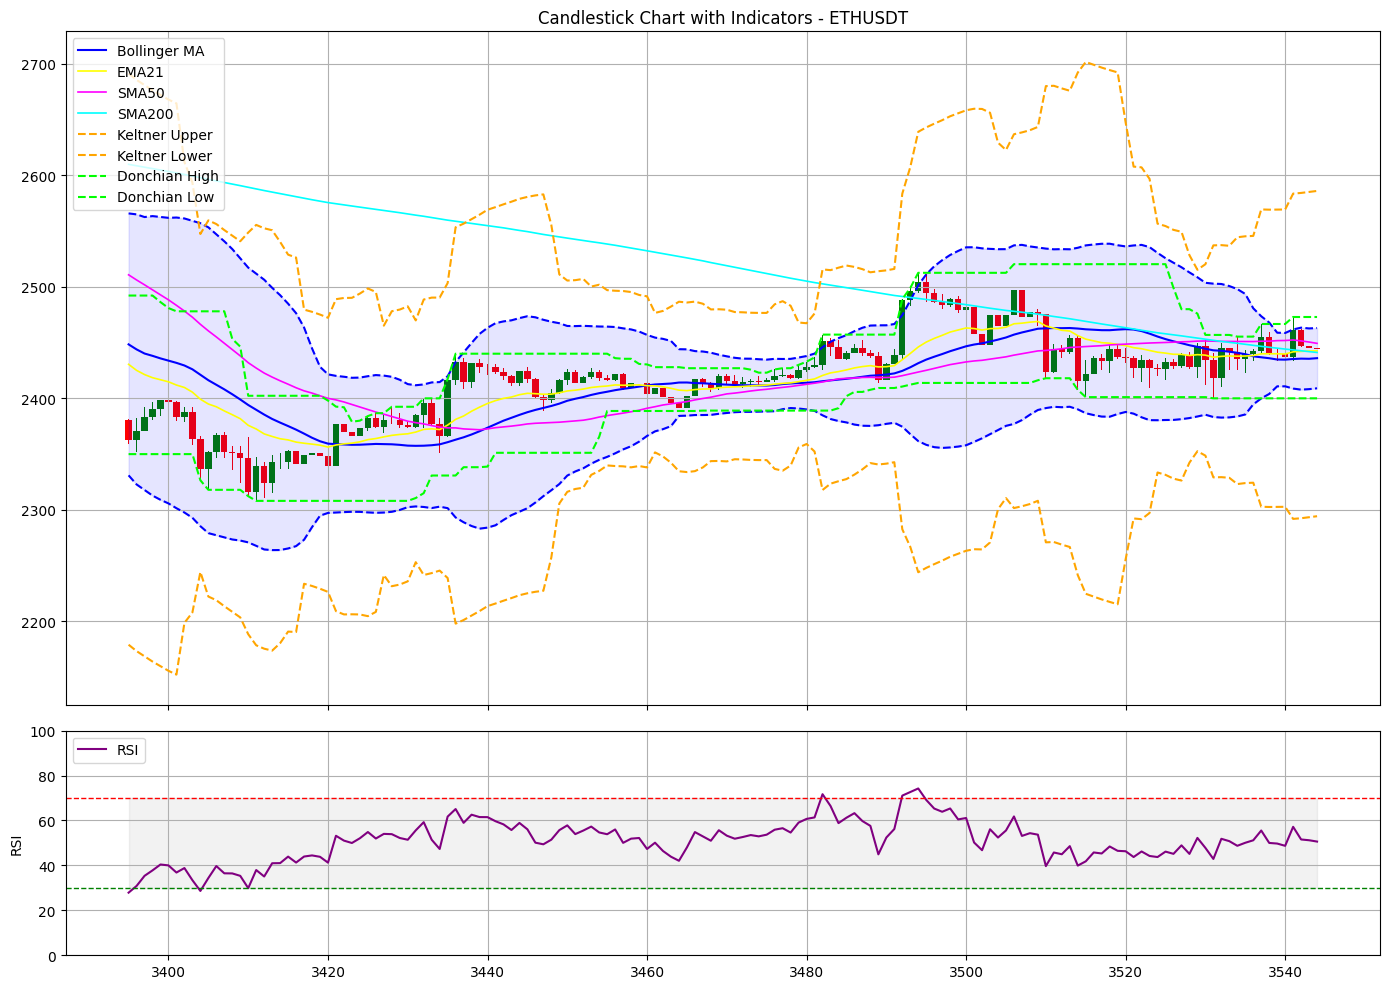 Candlestick Chart with Indicators - ETHUSDT
Bollinger MA
EMA21
SMA50
SMA200
Keltner Upper
Keltner Lower
Donchian High
Donchian Low
2700
2600
2500
2400
2300
2200
RSI
100
80
60
40
20
0
RSI
3400 3420 3440 3460 3480 3500 3520 3540